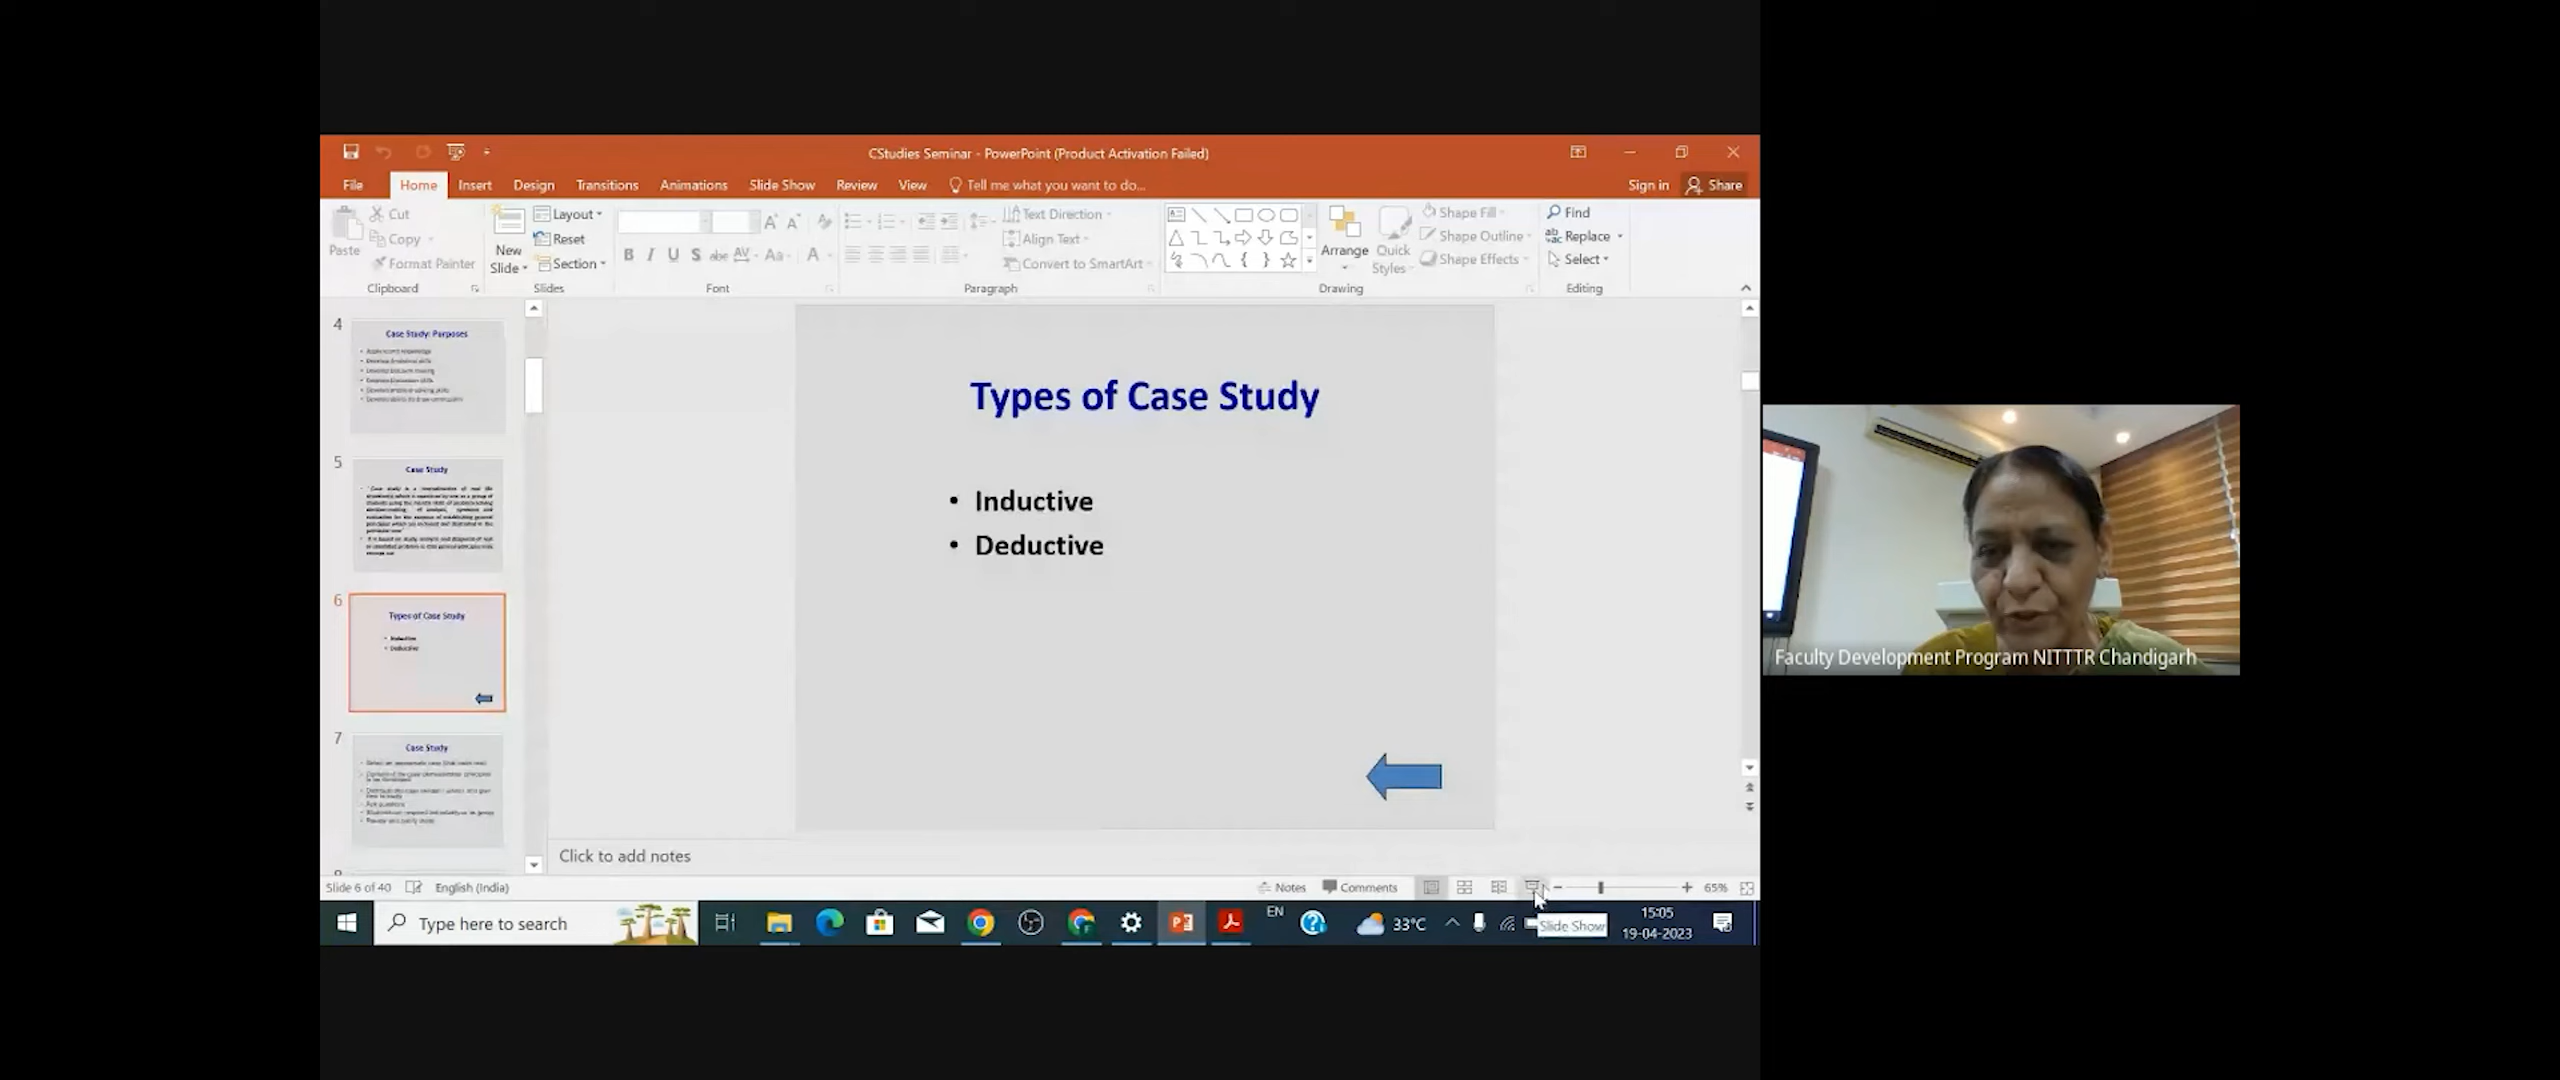 CStudies Seminar - PowerPoint (Product Activation Failed)
File Home Insert Design Transitions Animations Slide Show Review View Tell me what you want to do... Sign in Share
Paste
Cut
Copy
Format Painter
Clipboard
New Slide
Layout
Reset
Section
Slides
Font
Text Direction
Align Text
Convert to SmartArt
Paragraph
Arrange
Quick Styles
Shape Fill
Shape Outline
Shape Effects
Drawing
Find
Replace
Select
Editing
4
Case Study: Purposes
5
Case Study
6
Types of Case Study
• Inductive
• Deductive
7
Case Study
Types of Case Study
• Inductive
• Deductive
Click to add notes
Slide 6 of 40 English (India) Notes Comments 65%
Type here to search
EN
33°C
Slide Show
15:05
19-04-2023
Faculty Development Program NITTTR Chandigarh